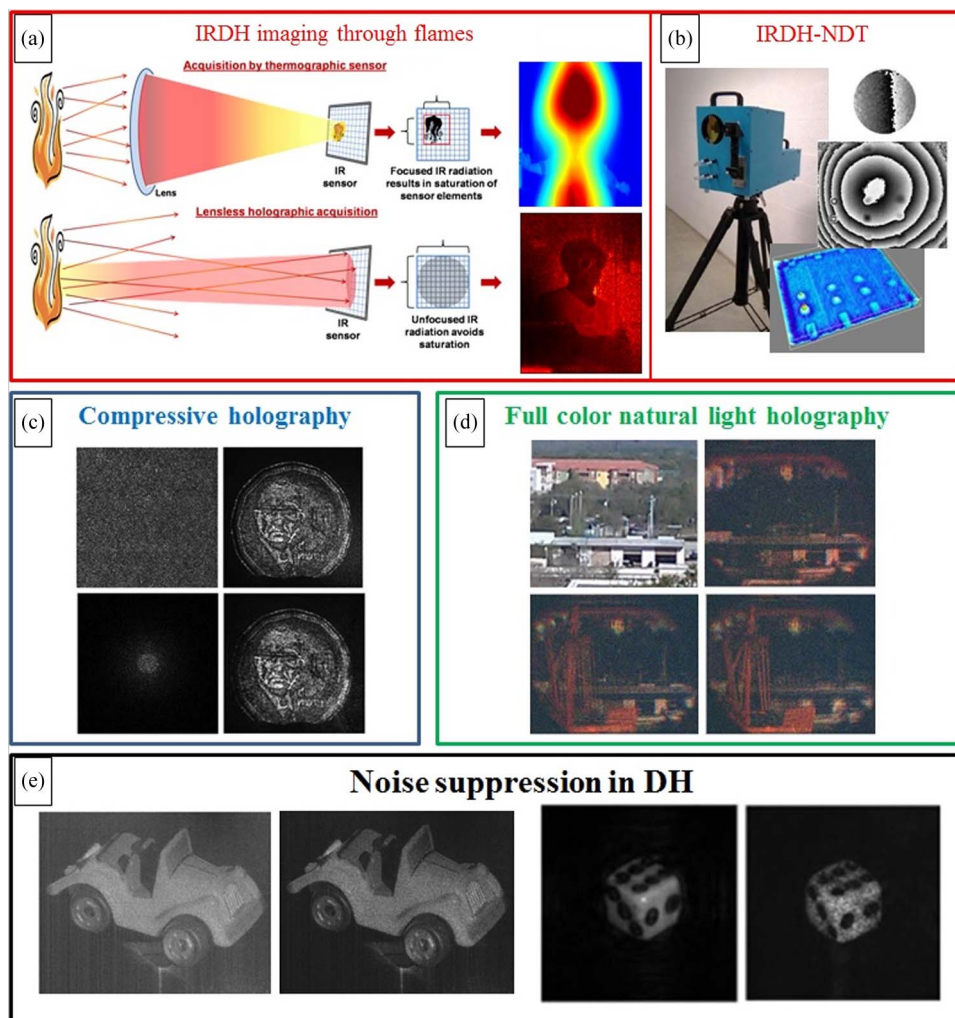 (a)
IRDH imaging through flames
Acquisition by thermographic sensor
Lens
IR
sensor
Focused IR radiation
results in saturation of
sensor elements
Lensless holographic acquisition
IR
sensor
Unfocused IR
radiation avoids
saturation
(b)
IRDH-NDT
(c)
Compressive holography
(d)
Full color natural light holography
(e)
Noise suppression in DH